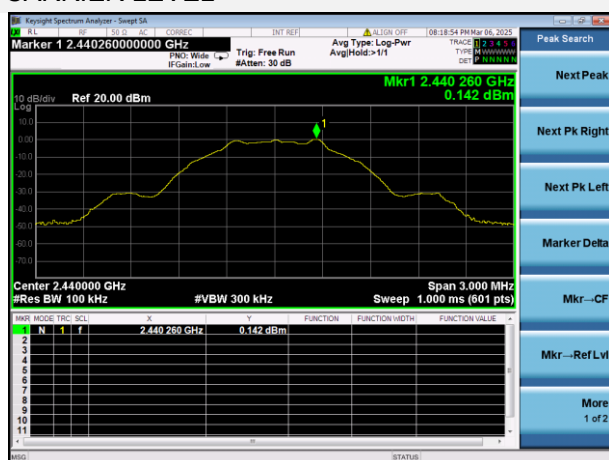 Keysight Spectrum Analyzer - Swept SA
RL RF 50 Ω AC CORREC INT REF ALIGN OFF 08:18:54 PM Mar 06, 2025
Marker 1 2.440260000000 GHz
PNO: Wide
IFGain:Low
Trig: Free Run
#Atten: 30 dB
Avg Type: Log-Pwr
Avg|Hold:>1/1
TRACE 1 2 3 4 5 6
TYPE M WWWWW
DET P NNNNN
Mkr1 2.440 260 GHz
0.142 dBm
10 dB/div Ref 20.00 dBm
Log
10.0
0.00
-10.0
-20.0
-30.0
-40.0
-50.0
-60.0
-70.0
1
Center 2.440000 GHz
#Res BW 100 kHz
#VBW 300 kHz
Span 3.000 MHz
Sweep 1.000 ms (601 pts)
MKR MODE TRC SCL X Y FUNCTION FUNCTION WIDTH FUNCTION VALUE
1 N 1 f 2.440 260 GHz 0.142 dBm
2
3
4
5
6
7
8
9
10
11
MSG STATUS
Peak Search
Next Peak
Next Pk Right
Next Pk Left
Marker Delta
Mkr→CF
Mkr→Ref Lvl
More
1 of 2